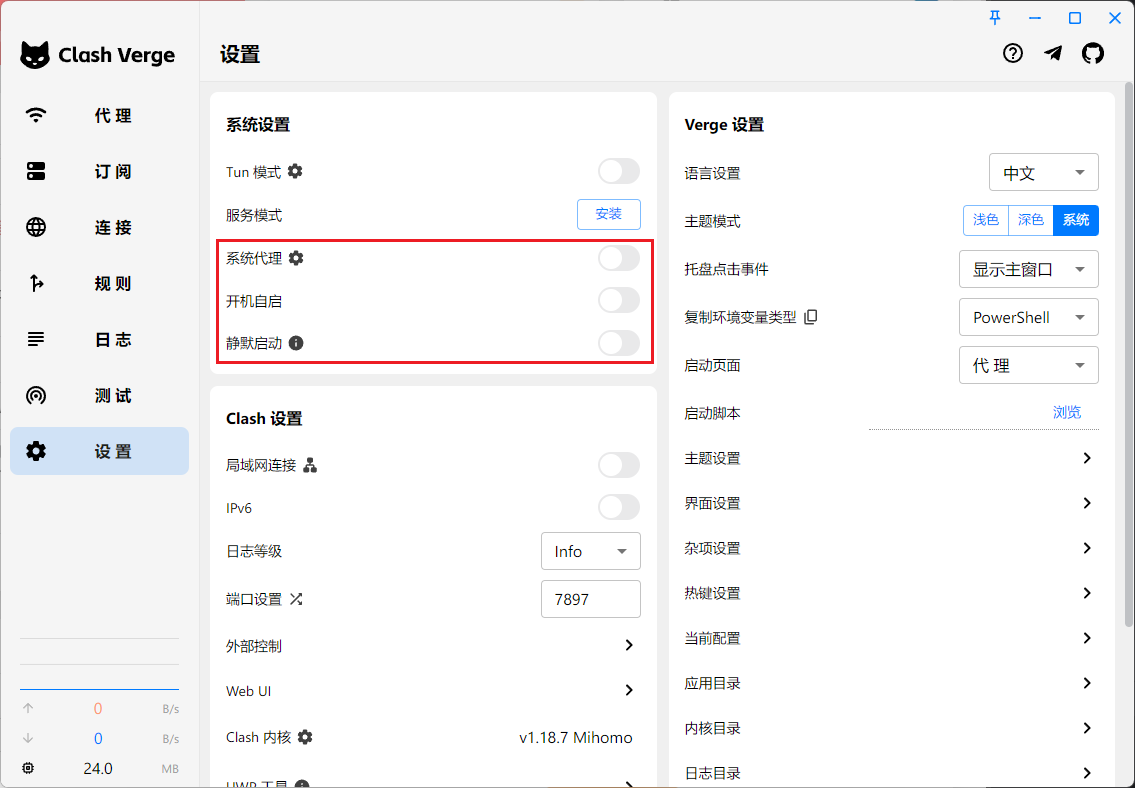 Clash Verge
代 理
订 阅
连 接
规 则
日 志
测 试
设 置
0 B/s
0 B/s
24.0 MB
设置
系统设置
Tun 模式
服务模式 安装
系统代理
开机自启
静默启动
Clash 设置
局域网连接
IPv6
日志等级 Info
端口设置 7897
外部控制
Web UI
Clash 内核 v1.18.7 Mihomo
UWP 工具
Verge 设置
语言设置 中文
主题模式 浅色 深色 系统
托盘点击事件 显示主窗口
复制环境变量类型 PowerShell
启动页面 代 理
启动脚本 浏览
主题设置
界面设置
杂项设置
热键设置
当前配置
应用目录
内核目录
日志目录